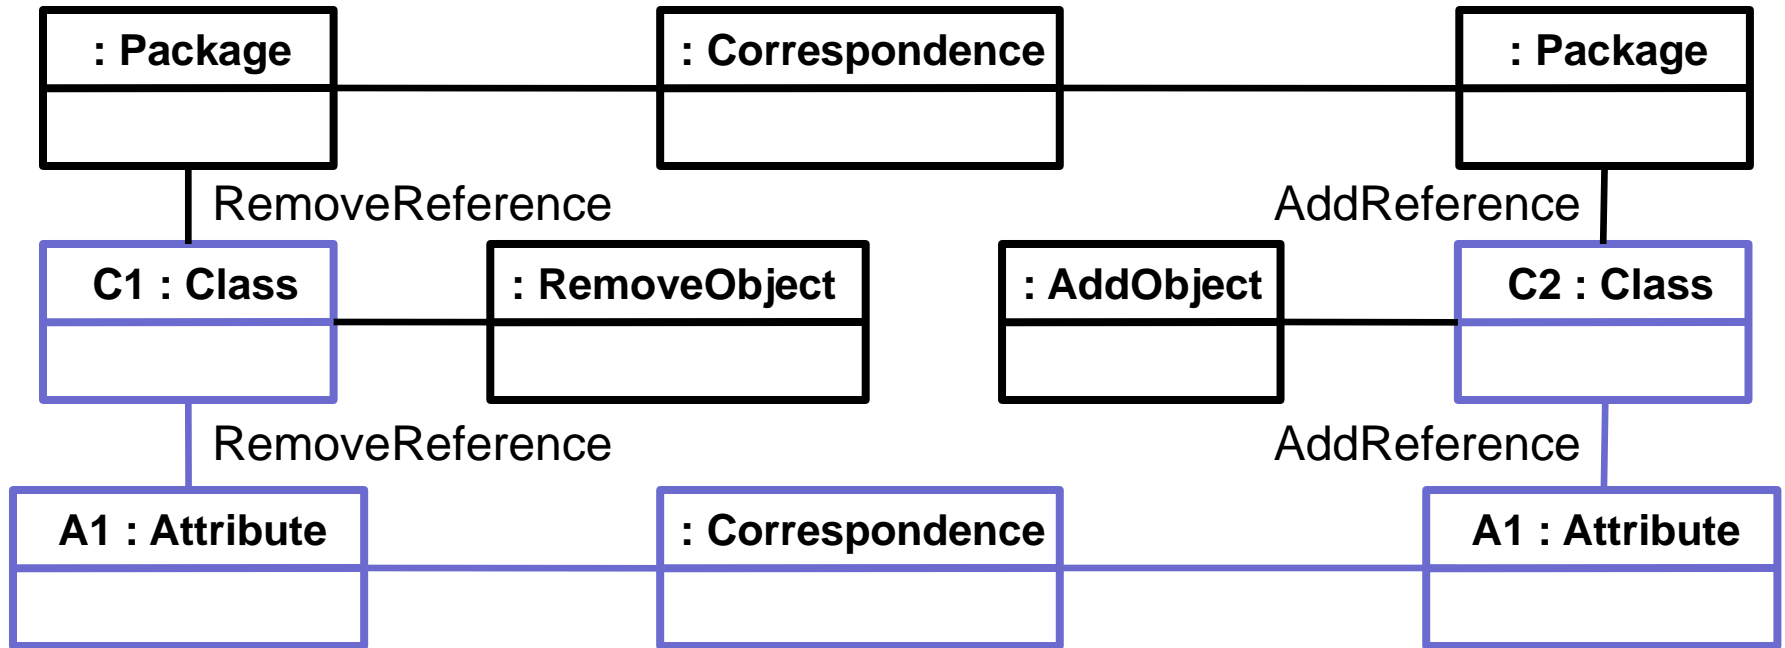 : Package
: Correspondence
: Package
RemoveReference
AddReference
C1 : Class
: RemoveObject
: AddObject
C2 : Class
RemoveReference
AddReference
A1 : Attribute
: Correspondence
A1 : Attribute